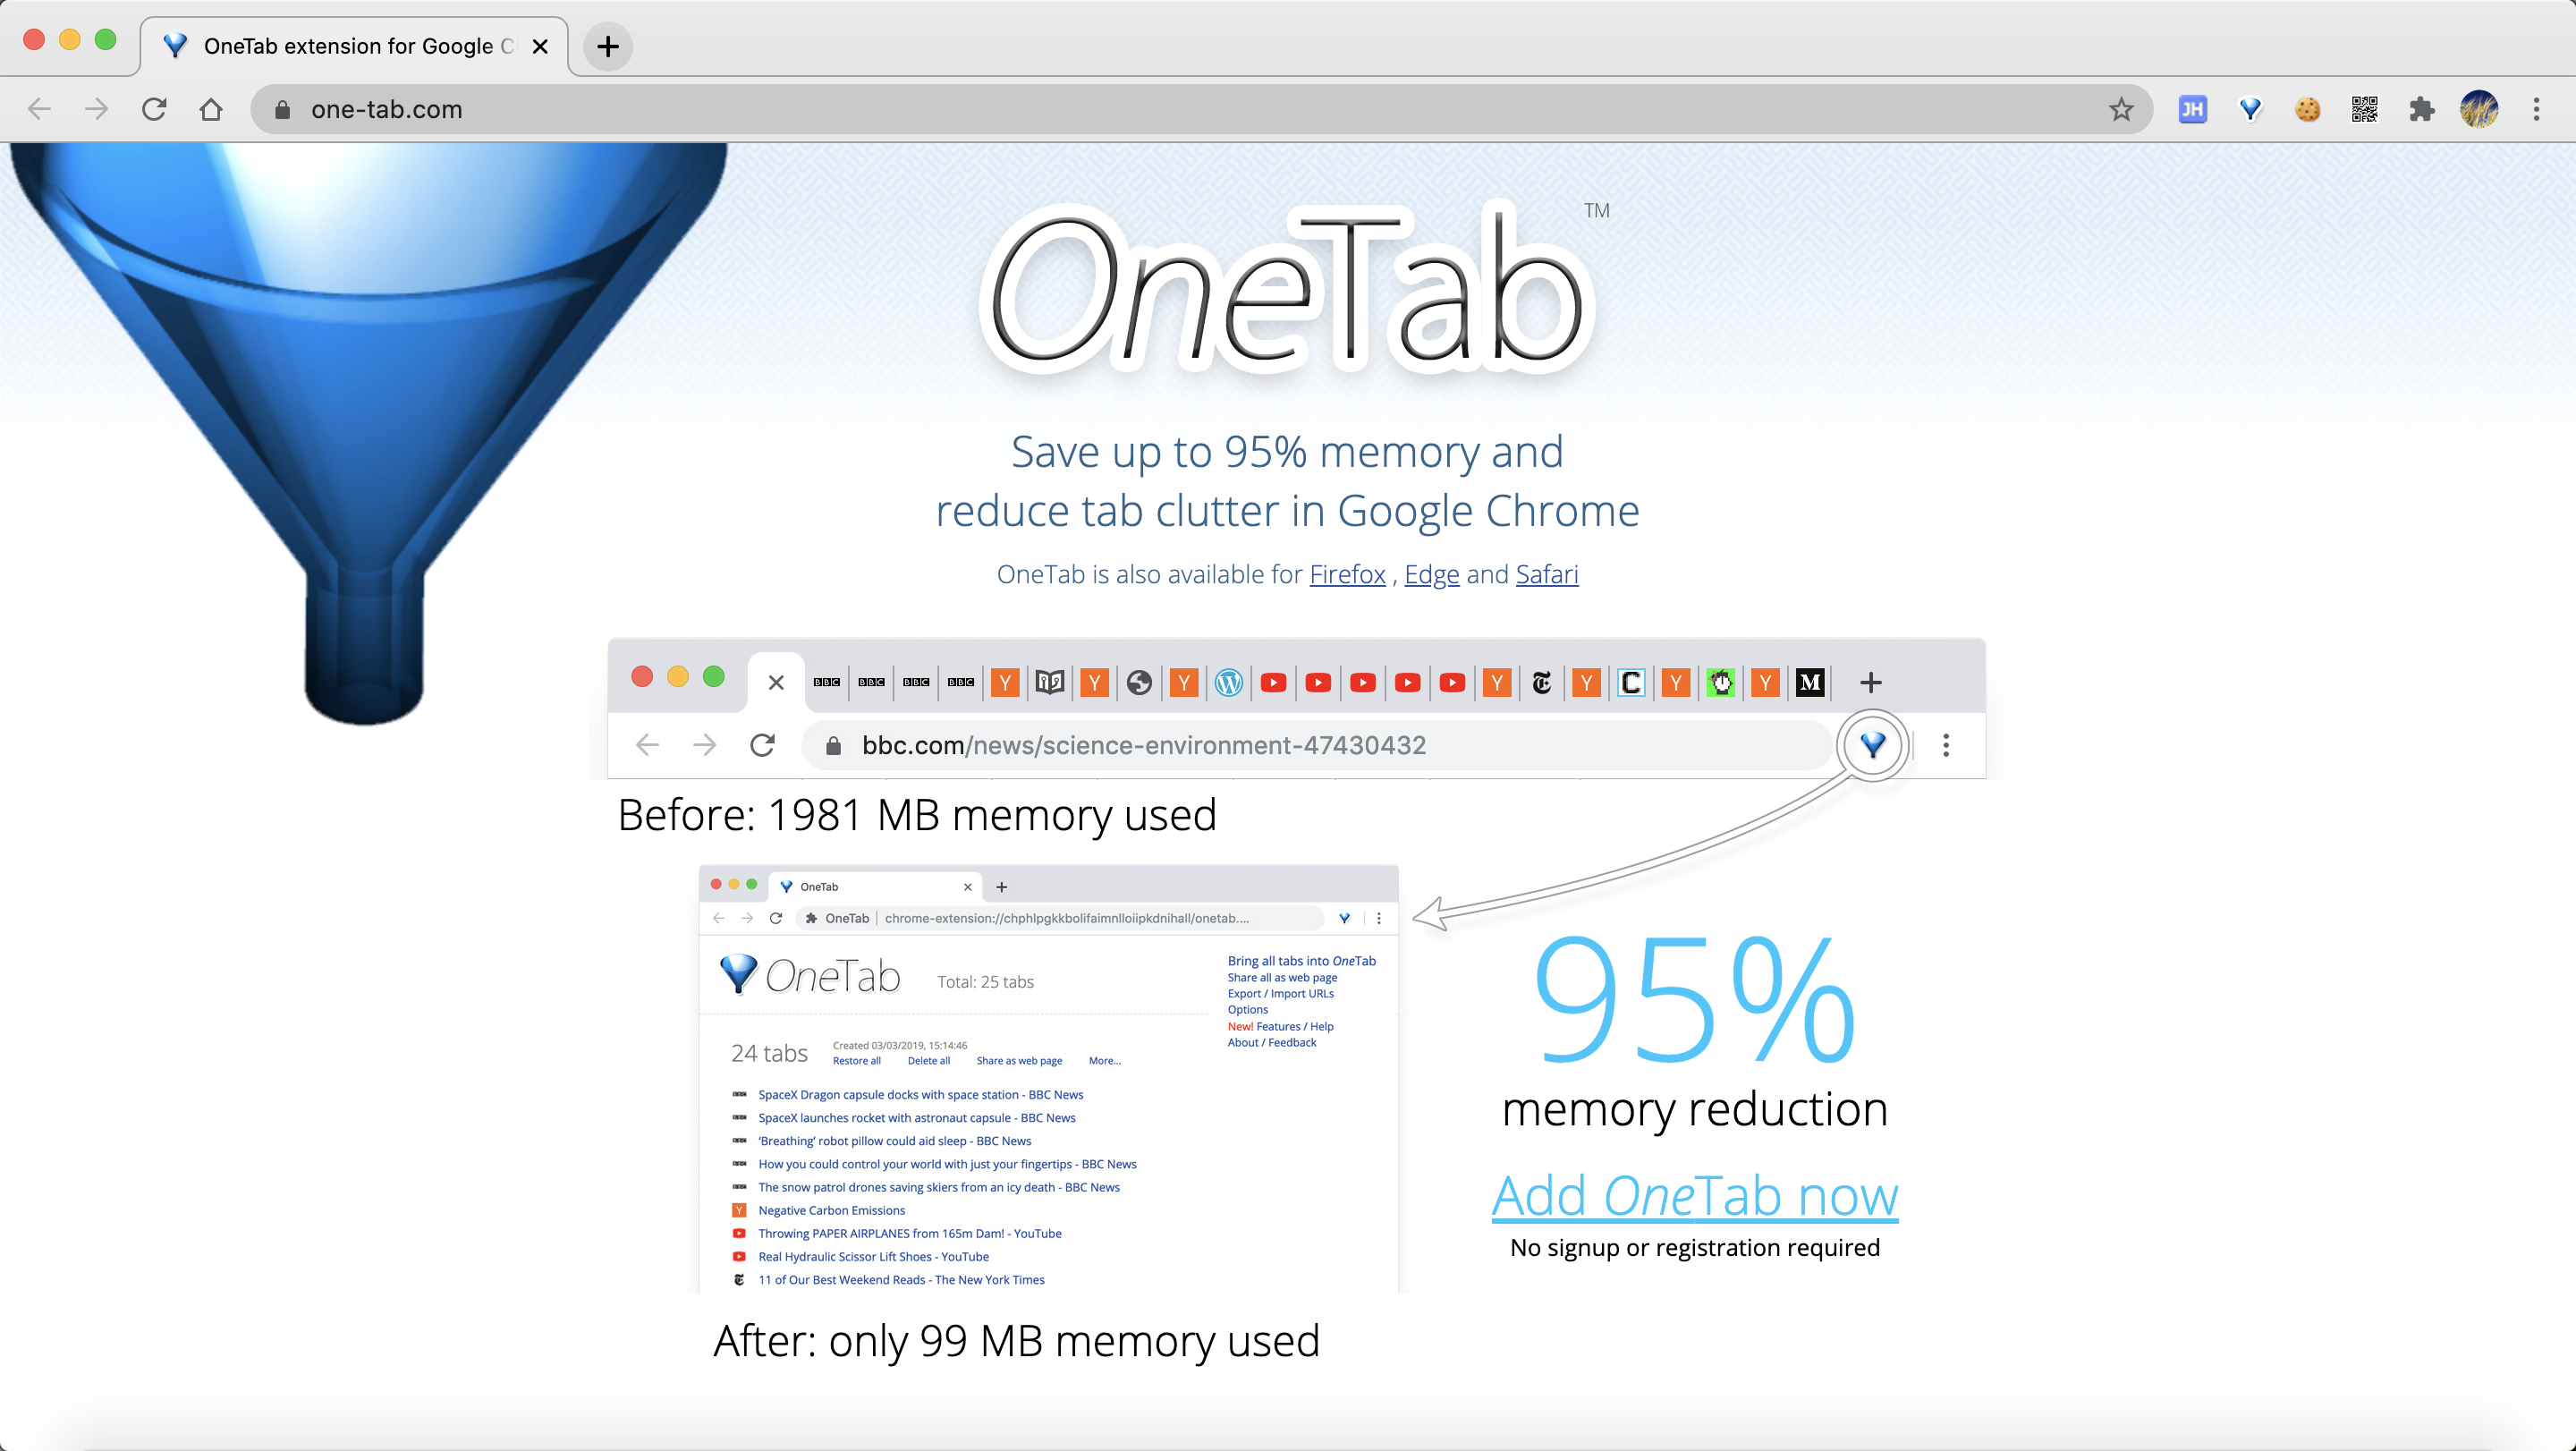 OneTab extension for Google C
one-tab.com
JH
OneTab
TM
Save up to 95% memory and
reduce tab clutter in Google Chrome
OneTab is also available for Firefox , Edge and Safari
BBC BBC BBC BBC Y Y Y W Y T Y C Y Y M
bbc.com/news/science-environment-47430432
Before: 1981 MB memory used
OneTab
OneTab chrome-extension://chphlpgkkbolifaimnlloiipkdnihall/onetab....
OneTab Total: 25 tabs
Bring all tabs into OneTab
Share all as web page
Export / Import URLs
Options
New! Features / Help
About / Feedback
24 tabs
Created 03/03/2019, 15:14:46
Restore all Delete all Share as web page More...
BBC SpaceX Dragon capsule docks with space station - BBC News
BBC SpaceX launches rocket with astronaut capsule - BBC News
BBC ‘Breathing’ robot pillow could aid sleep - BBC News
BBC How you could control your world with just your fingertips - BBC News
BBC The snow patrol drones saving skiers from an icy death - BBC News
Y Negative Carbon Emissions
Throwing PAPER AIRPLANES from 165m Dam! - YouTube
Real Hydraulic Scissor Lift Shoes - YouTube
T 11 of Our Best Weekend Reads - The New York Times
After: only 99 MB memory used
95%
memory reduction
Add OneTab now
No signup or registration required